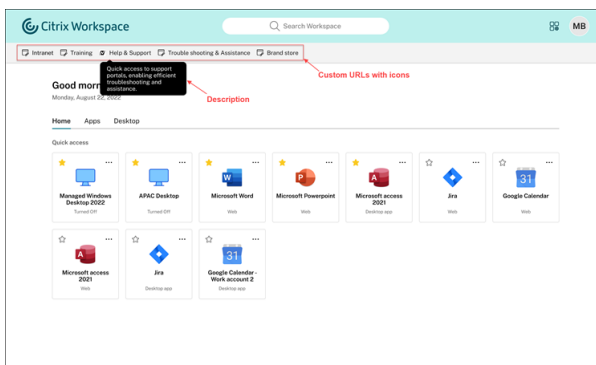 Citrix Workspace
Search Workspace
MB
Intranet Training Help & Support Trouble shooting & Assistance Brand store
Quick access to support
portals, enabling efficient
troubleshooting and
assistance.
Custom URLs with icons
Description
Good morn
Monday, August 22, 2022
Home Apps Desktop
Quick access
Managed Windows
Desktop 2022
Turned Off
APAC Desktop
Turned Off
Microsoft Word
Web
Microsoft Powerpoint
Web
Microsoft access
2021
Desktop app
Jira
Web
31
Google Calendar
Web
Microsoft access
2021
Web
Jira
Desktop app
31
Google Calendar -
Work account 2
Desktop app